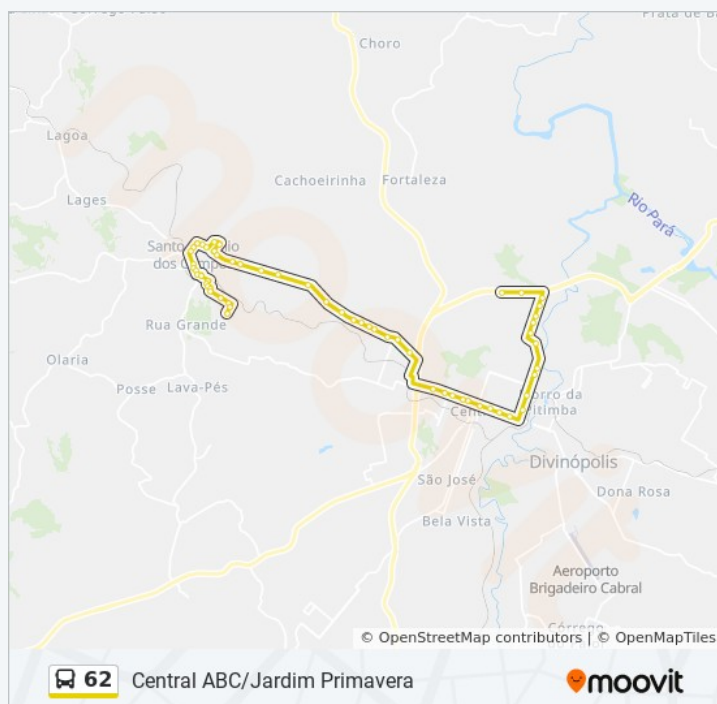 Choro
Lagoa
Cachoeirinha
Fortaleza
Lages
Rio Pará
Rua Grande
Olaria
Posse
Lava-Pés
Divinópolis
São José
Dona Rosa
Bela Vista
Aeroporto
Brigadeiro Cabral
© OpenStreetMap contributors | © OpenMapTiles
62 Central ABC/Jardim Primavera
moovit